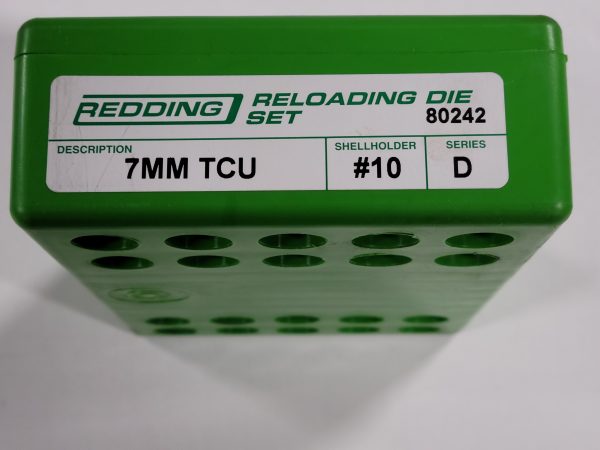 REDDING RELOADING DIE
SET 80242
DESCRIPTION SHELLHOLDER SERIES
7MM TCU #10 D